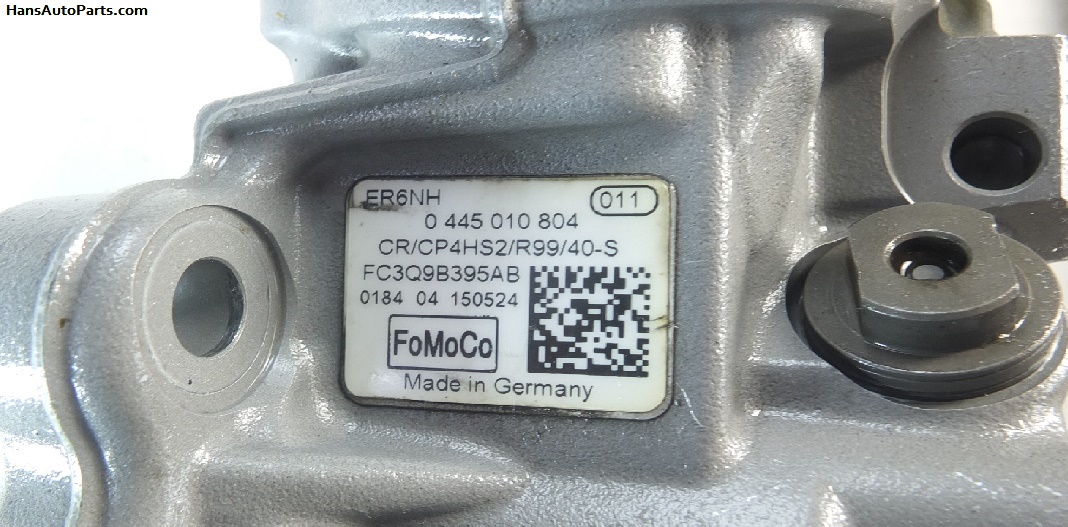 HansAutoParts.com
ER6NH 011
0 445 010 804
CR/CP4HS2/R99/40-S
FC3Q9B395AB
0184 04 150524
FoMoCo
Made in Germany